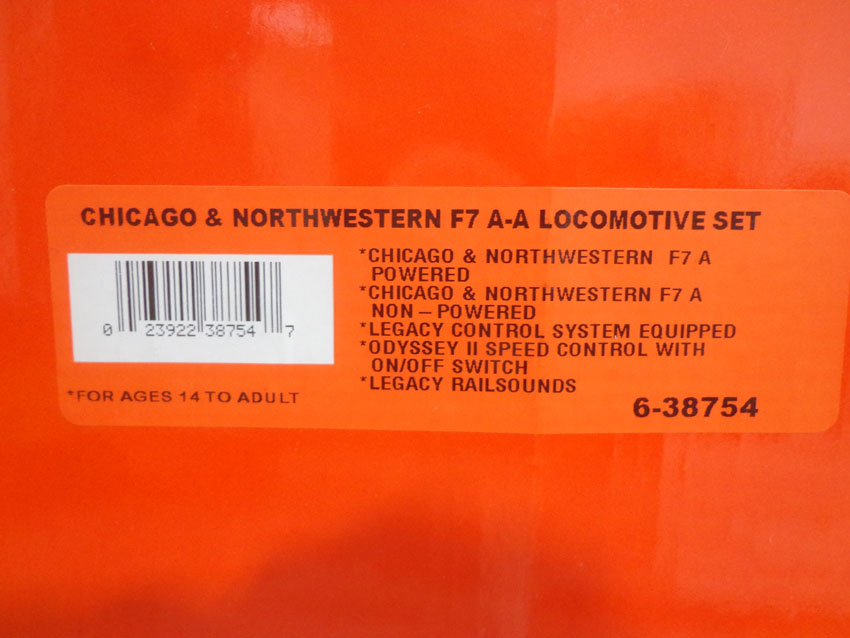 CHICAGO & NORTHWESTERN F7 A-A LOCOMOTIVE SET
*CHICAGO & NORTHWESTERN F7 A
POWERED
*CHICAGO & NORTHWESTERN F7 A
NON – POWERED
*LEGACY CONTROL SYSTEM EQUIPPED
*ODYSSEY II SPEED CONTROL WITH
ON/OFF SWITCH
*LEGACY RAILSOUNDS
0 23922 38754 7
*FOR AGES 14 TO ADULT
6-38754